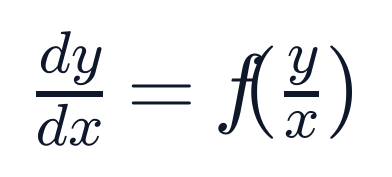 dy/dx = f(y/x)